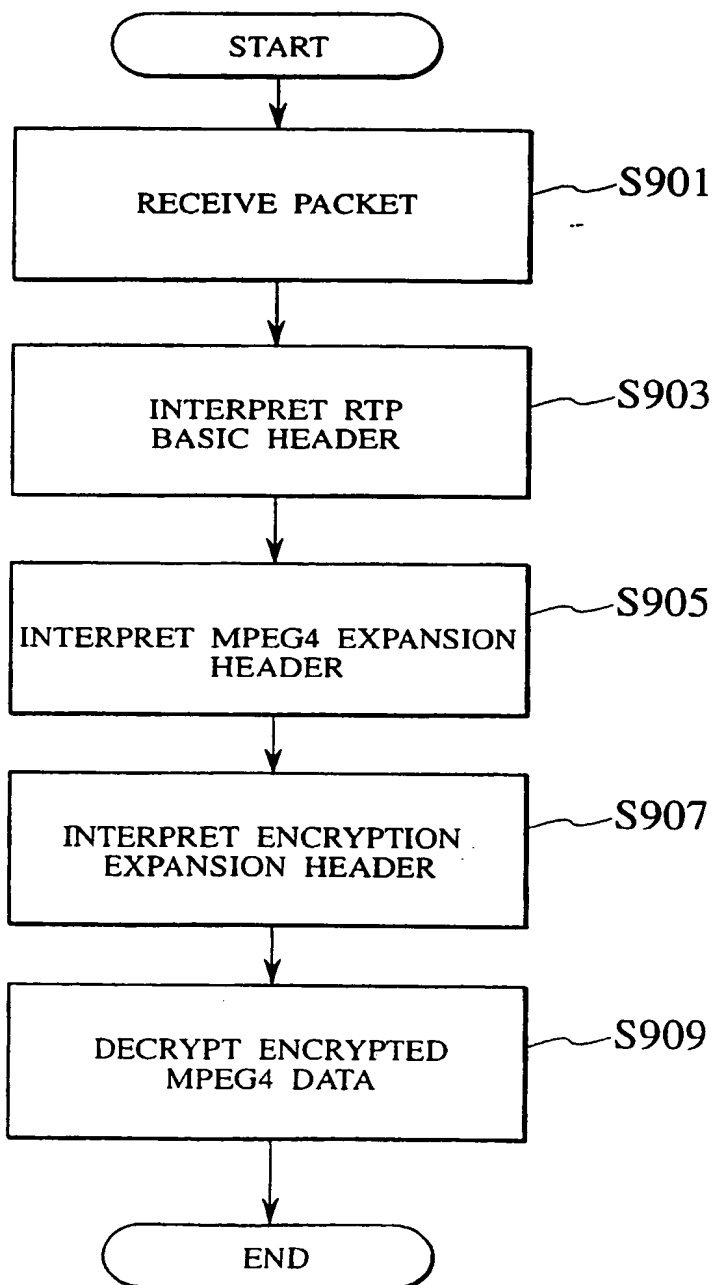 START
RECEIVE PACKET
S901
INTERPRET RTP
BASIC HEADER
S903
INTERPRET MPEG4 EXPANSION
HEADER
S905
INTERPRET ENCRYPTION
EXPANSION HEADER
S907
DECRYPT ENCRYPTED
MPEG4 DATA
S909
END